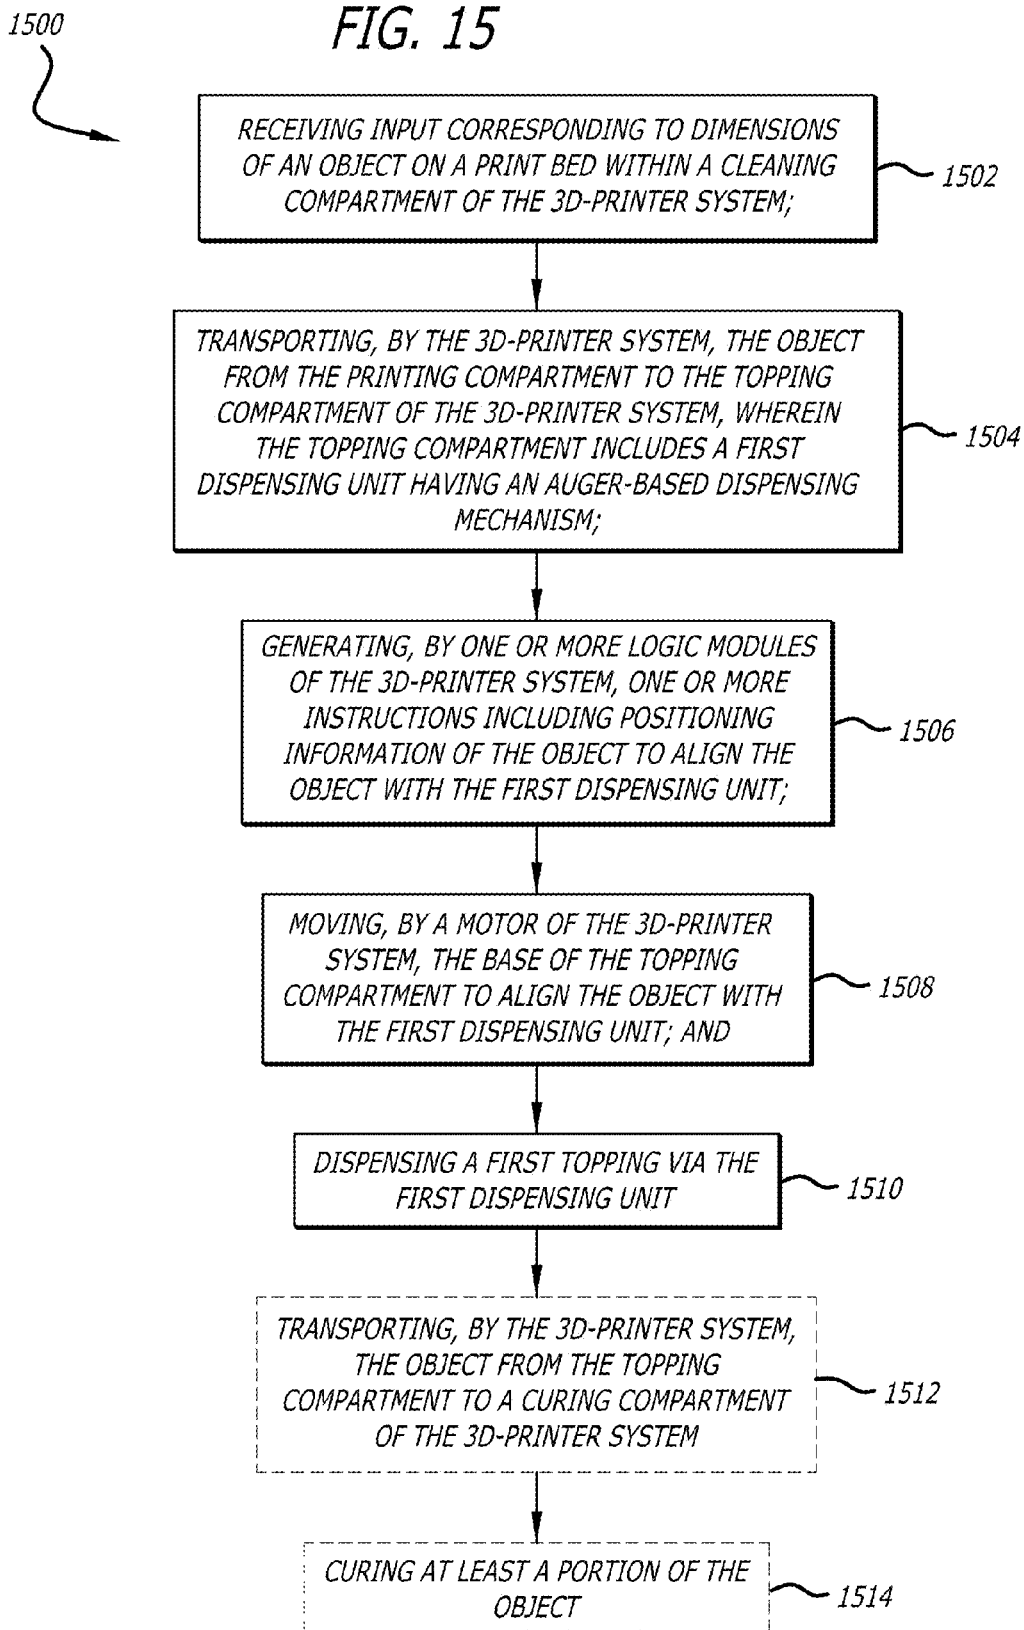 1500
FIG. 15
RECEIVING INPUT CORRESPONDING TO DIMENSIONS
OF AN OBJECT ON A PRINT BED WITHIN A CLEANING
COMPARTMENT OF THE 3D-PRINTER SYSTEM;
1502
TRANSPORTING, BY THE 3D-PRINTER SYSTEM, THE OBJECT
FROM THE PRINTING COMPARTMENT TO THE TOPPING
COMPARTMENT OF THE 3D-PRINTER SYSTEM, WHEREIN
THE TOPPING COMPARTMENT INCLUDES A FIRST
DISPENSING UNIT HAVING AN AUGER-BASED DISPENSING
MECHANISM;
1504
GENERATING, BY ONE OR MORE LOGIC MODULES
OF THE 3D-PRINTER SYSTEM, ONE OR MORE
INSTRUCTIONS INCLUDING POSITIONING
INFORMATION OF THE OBJECT TO ALIGN THE
OBJECT WITH THE FIRST DISPENSING UNIT;
1506
MOVING, BY A MOTOR OF THE 3D-PRINTER
SYSTEM, THE BASE OF THE TOPPING
COMPARTMENT TO ALIGN THE OBJECT WITH
THE FIRST DISPENSING UNIT; AND
1508
DISPENSING A FIRST TOPPING VIA THE
FIRST DISPENSING UNIT
1510
TRANSPORTING, BY THE 3D-PRINTER SYSTEM,
THE OBJECT FROM THE TOPPING
COMPARTMENT TO A CURING COMPARTMENT
OF THE 3D-PRINTER SYSTEM
1512
CURING AT LEAST A PORTION OF THE
OBJECT
1514